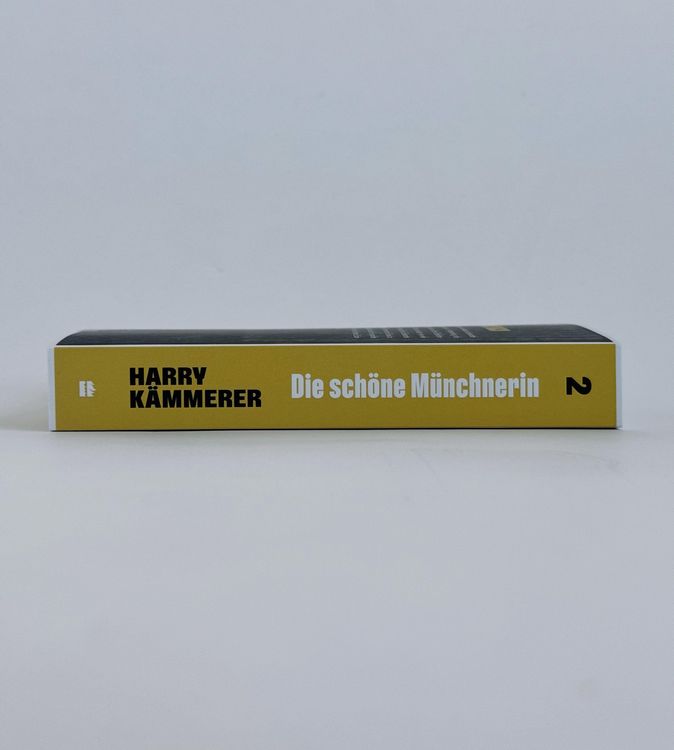 HARRY
KÄMMERER
Die schöne Münchnerin
2